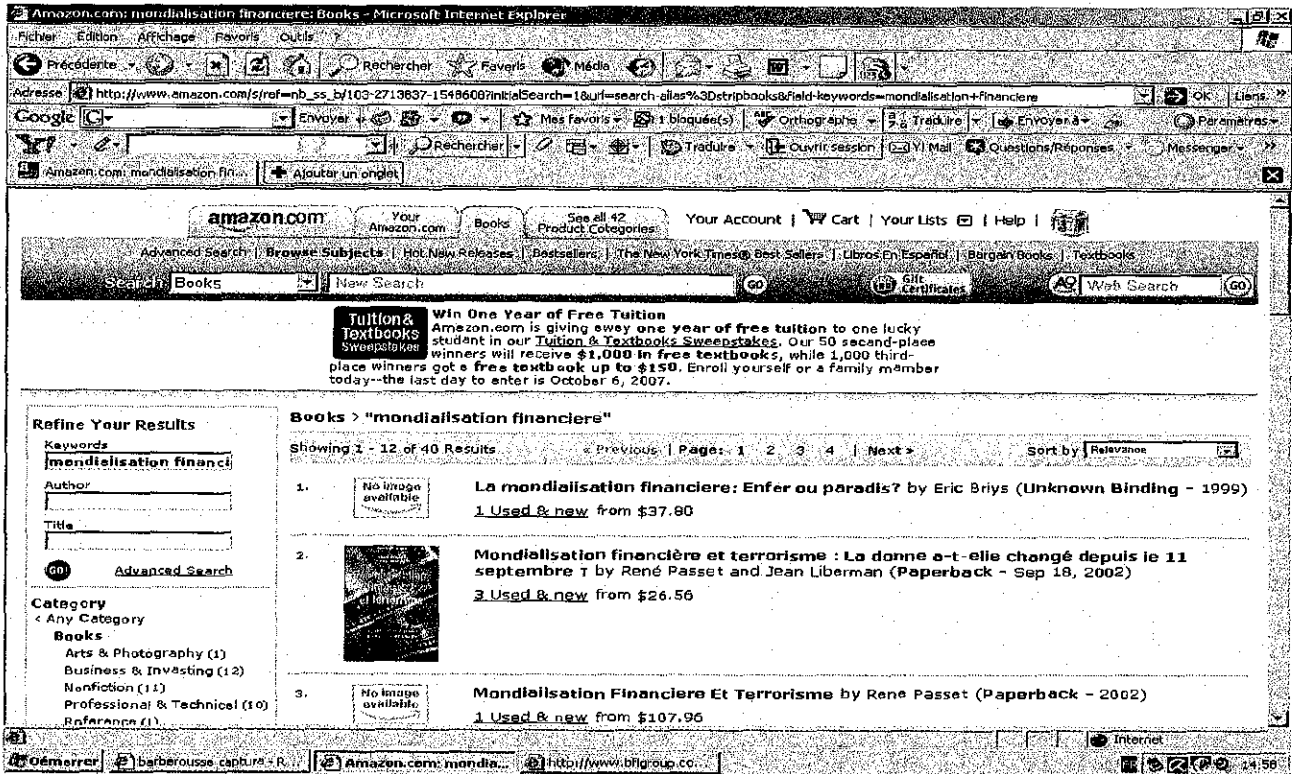 Amazon.com: mondialisation financiere: Books - Microsoft Internet Explorer
Fichier Edition Affichage Favoris Outils ?
Précédente Rechercher Favoris Média
Adresse http://www.amazon.com/s/ref=nb_ss_b/103-2713837-1548608?initialSearch=1&url=search-alias%3Dstripbooks&field-keywords=mondialisation+financiere OK Liens »
Google G Envoyer Mes favoris 1 bloquée(s) Orthographe Traduire Envoyer à Paramètres
Y! Rechercher Traduire Ouvrir session Y! Mail Questions/Réponses Messenger »
Amazon.com: mondialisation fin... Ajouter un onglet
amazon.com Your Amazon.com Books See all 42 Product Categories Your Account | Cart | Your Lists | Help |
Advanced Search | Browse Subjects | Hot New Releases | Bestsellers | The New York Times® Best Sellers | Libros En Español | Bargain Books | Textbooks
Search Books New Search GO Gift Certificates A9 Web Search GO
Tuition & Textbooks Sweepstakes
Win One Year of Free Tuition
Amazon.com is giving away one year of free tuition to one lucky
student in our Tuition & Textbooks Sweepstakes. Our 50 second-place
winners will receive $1,000 in free textbooks, while 1,000 third-
place winners got a free textbook up to $150. Enroll yourself or a family member
today--the last day to enter is October 6, 2007.
Refine Your Results
Keywords
mondialisation financi
Author
Title
GO Advanced Search
Category
< Any Category
Books
Arts & Photography (1)
Business & Investing (12)
Nonfiction (11)
Professional & Technical (10)
Reference (1)
Books > "mondialisation financiere"
Showing 1 - 12 of 40 Results « Previous | Page: 1 2 3 4 | Next » Sort by Relevance
1. No image available
La mondialisation financiere: Enfer ou paradis? by Eric Briys (Unknown Binding - 1999)
1 Used & new from $37.80
2.
Mondialisation financière et terrorisme : La donne a-t-elle changé depuis le 11
septembre ? by René Passet and Jean Liberman (Paperback - Sep 18, 2002)
3 Used & new from $26.56
3. No image available
Mondialisation Financiere Et Terrorisme by Rene Passet (Paperback - 2002)
1 Used & new from $107.96
Internet
Démarrer barberousse capture - R... Amazon.com: mondia... http://www.bflgroup.co... 14:56